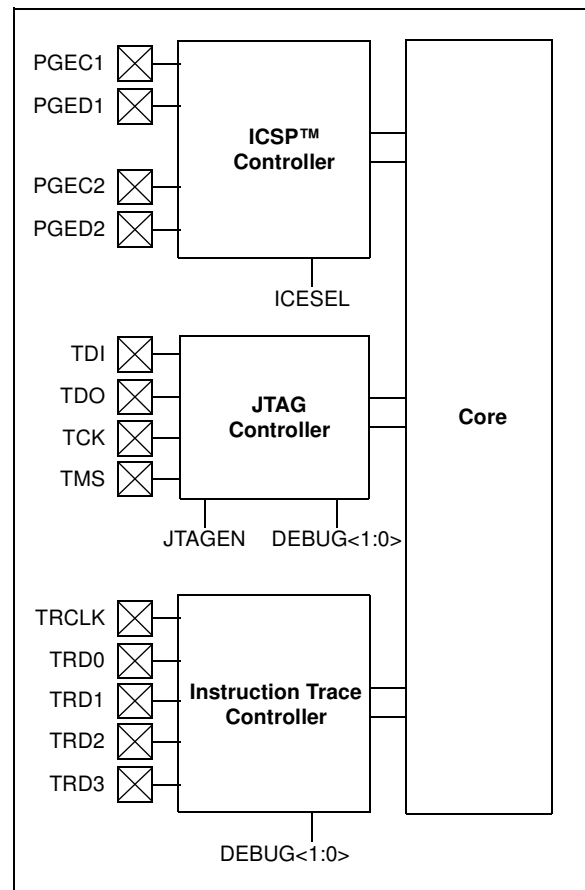 PGEC1
PGED1
PGEC2
PGED2
ICSP™
Controller
ICESEL
TDI
TDO
TCK
TMS
JTAG
Controller
JTAGEN DEBUG<1:0>
Core
TRCLK
TRD0
TRD1
TRD2
TRD3
Instruction Trace
Controller
DEBUG<1:0>